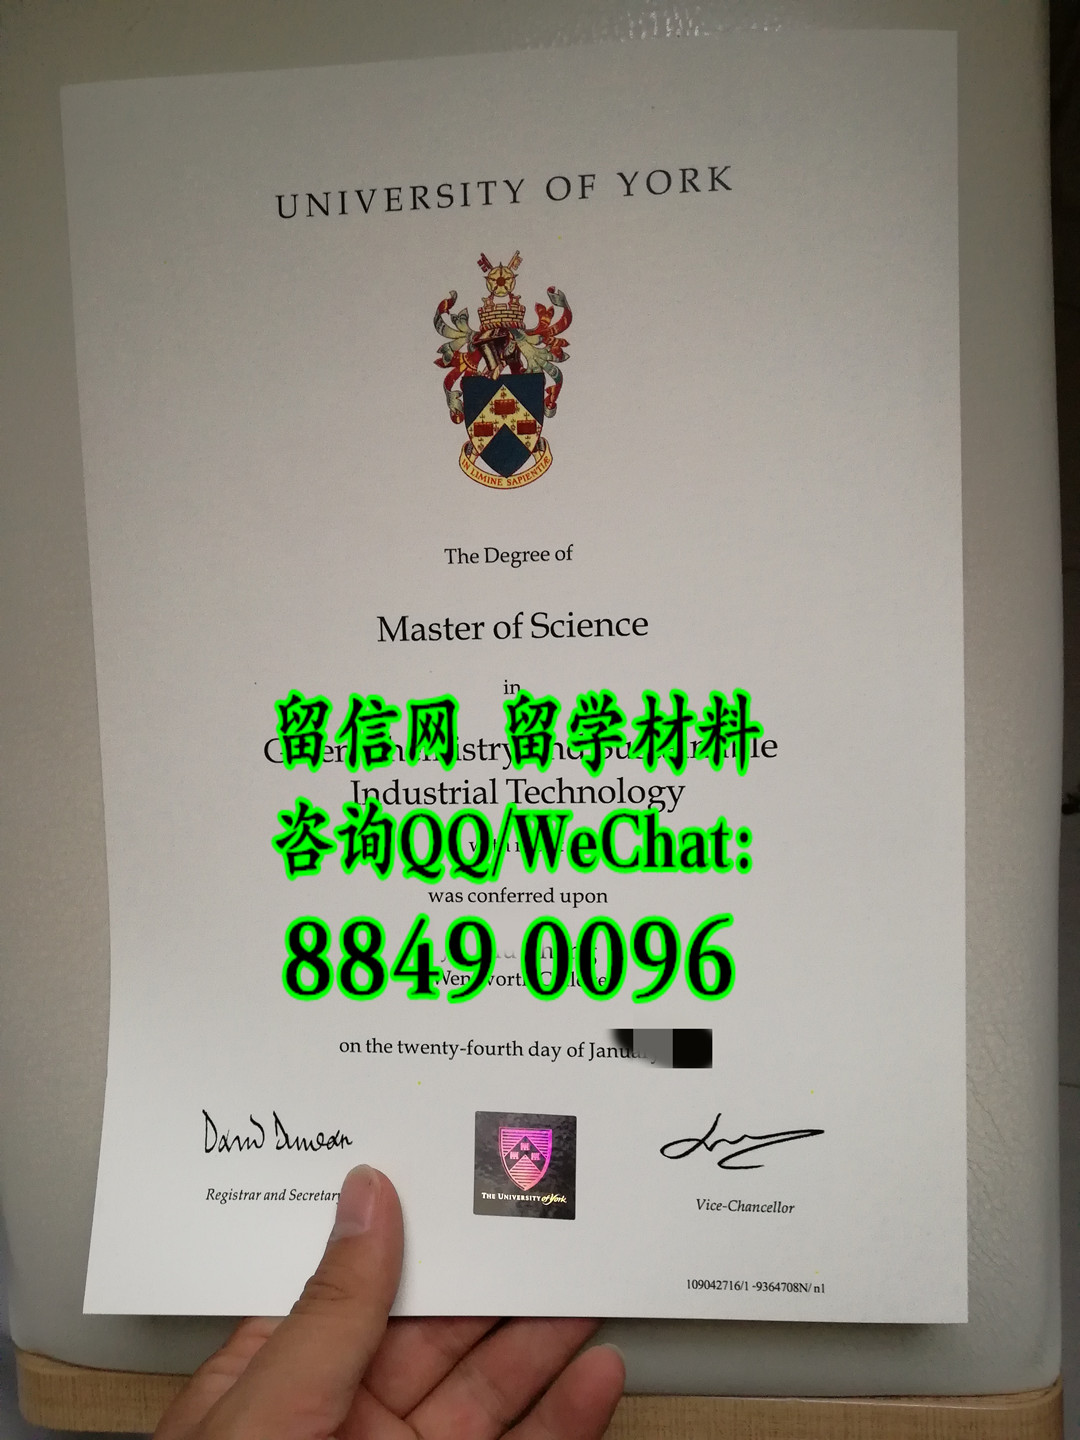 UNIVERSITY OF YORK
IN LIMINE SAPIENTIÆ
The Degree of
Master of Science
in
留信网 留学材料
Industrial Technology
咨询QQ/WeChat:
was conferred upon
8849 0096
on the twenty-fourth day of
Registrar and Secretary
THE UNIVERSITY of York
Vice-Chancellor
109042716/1 -9364708N/ n1